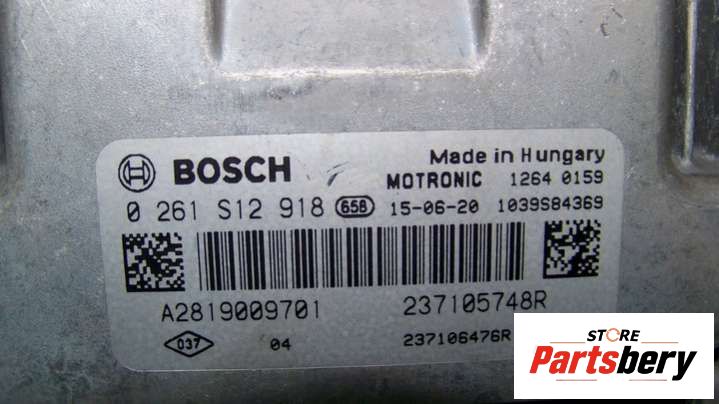 BOSCH
Made in Hungary
MOTRONIC 1264 0159
0 261 S12 918 658 15-06-20 1039S84369
A2819009701 237105748R
037 04 237106476R
STORE
Partsbery